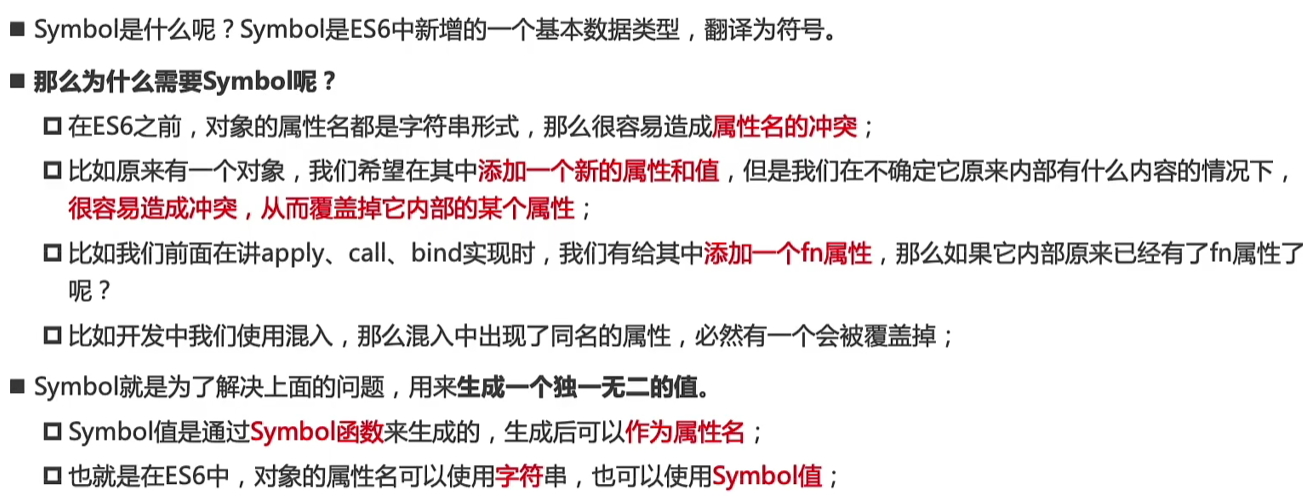 Symbol是什么呢？Symbol是ES6中新增的一个基本数据类型，翻译为符号。
那么为什么需要Symbol呢？
在ES6之前，对象的属性名都是字符串形式，那么很容易造成属性名的冲突；
比如原来有一个对象，我们希望在其中添加一个新的属性和值，但是我们在不确定它原来内部有什么内容的情况下，
很容易造成冲突，从而覆盖掉它内部的某个属性；
比如我们前面在讲apply、call、bind实现时，我们有给其中添加一个fn属性，那么如果它内部原来已经有了fn属性了
呢？
比如开发中我们使用混入，那么混入中出现了同名的属性，必然有一个会被覆盖掉；
Symbol就是为了解决上面的问题，用来生成一个独一无二的值。
Symbol值是通过Symbol函数来生成的，生成后可以作为属性名；
也就是在ES6中，对象的属性名可以使用字符串，也可以使用Symbol值；